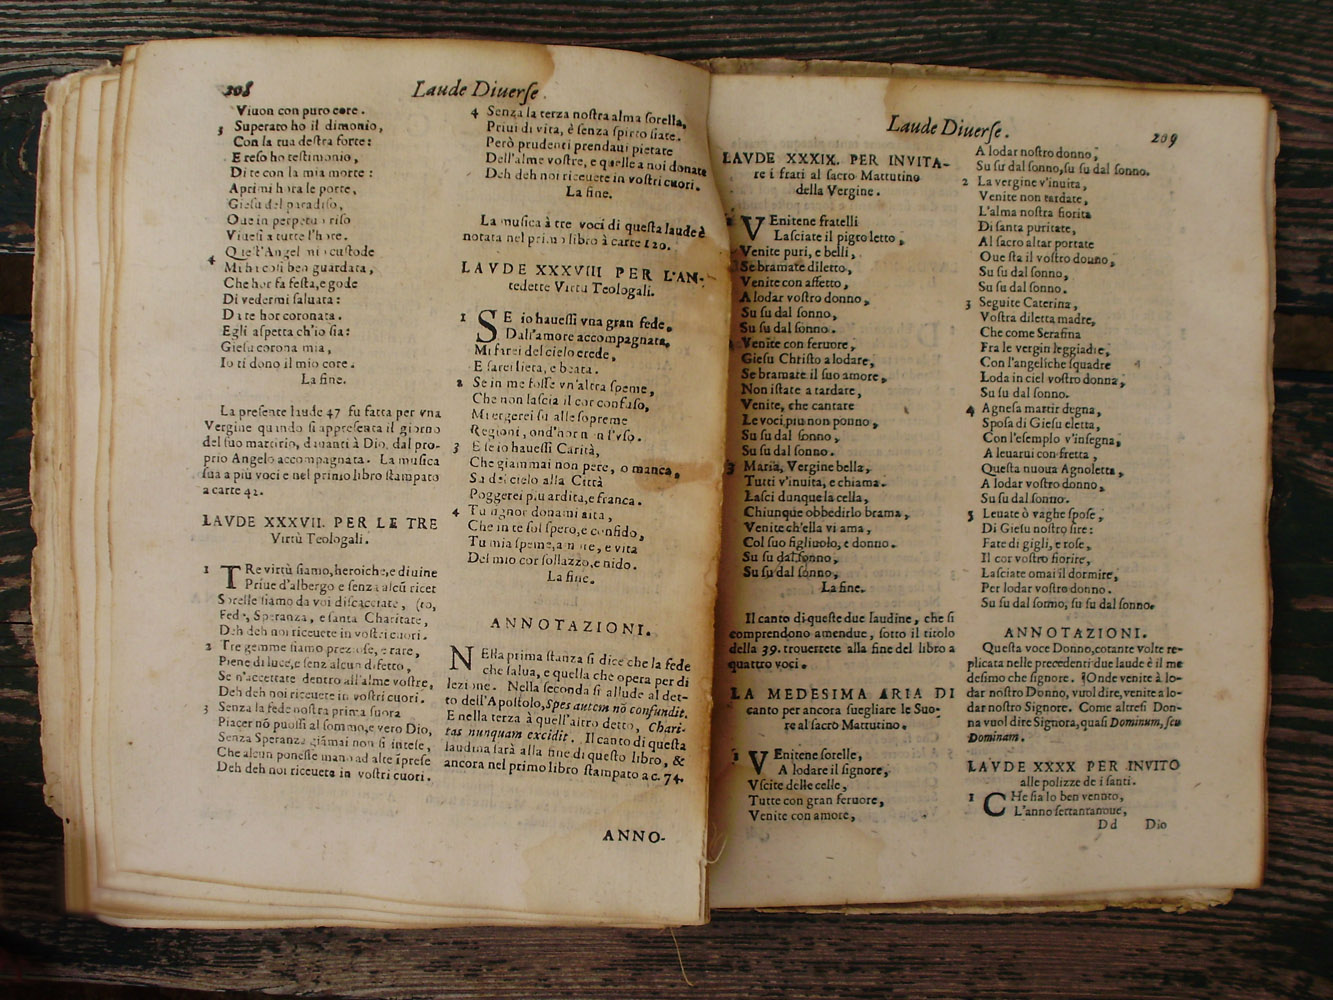 208 Laude Diuerse.
Viuon con puro core.
3 Superato ho il dimonio,
Con la tua destra forte:
E reso ho testimonio,
Di te con la mia morte:
Aprimi hora le porte,
Giesu del paradiso,
Oue in perpetuo riso
Viuesi a tutte l'hore.
4 Quest'Angel mio custode
M'hà così ben guardata,
Che hor fa festa, e gode
Di vedermi saluata:
Da te hor coronata.
Egli aspetta ch'io sia:
Giesu corona mia,
Io ti dono il mio core.
La fine.
La presente laude 47 fu fatta per vna
Vergine quando si appresenta il giorno
del suo martirio, dauanti à Dio, dal pro-
prio Angelo accompagnata. La musica
sua a più voci e nel primo libro stampato
a carte 42.
LAVDE XXXVII. PER LE TRE
Virtù Teologali.
1 TRe virtù siamo, heroiche, e diuine
Priue d'albergo e senza alcũ ricet
Sorelle siamo da voi discacciate, (to,
Fede, Speranza, e santa Charitate,
Deh deh noi riceuete in vostri cuori.
2 Tre gemme siamo preziose, e rare,
Piene di luce, e senz alcun difetto,
Se n'accettate dentro all'alme vostre,
Deh deh noi riceuete in vostri cuori.
3 Senza la fede nostra prima suora
Piacer nõ puossi al sommo, e vero Dio,
Senza Speranza giãmai non si intese,
Che alcun ponesse mano ad alte ĩprese
Deh deh noi riceuete in vostri cuori.
4 Senza la terza nostra alma sorella,
Priui di vita, è senza spirto siate.
Però prudenti prendaui pietate
Dell'alme vostre, e quelle a noi donate
Deh deh noi riceuete in vostri cuori.
La fine.
La musica à tre voci di questa laude è
notata nel primo libro à carte 120.
LAVDE XXXVIII PER L'AN-
tedette Virtù Teologali.
1 SE io hauessi vna gran fede,
Dall'amore accompagnata,
Mi farei del cielo erede,
E sarei lieta, e beata.
2 Se in me fosse vn'altra speme,
Che non lascia il cor confuso,
Mi ergerei su alle supreme
Regioni, ond'hor n'
3 E se io hauessi Carità,
Che giammai non pere, o manca,
Su del cielo alla Città
Poggerei più ardita, e franca.
4 Tu signor donami aita,
Che in te sol spero, e confido,
Tu mia speme, amore, e vita
Del mio cor sollazzo, e nido.
La fine.
ANNOTAZIONI.
NElla prima stanza si dice che la fede
che salua, e quella che opera per di
lezione. Nella seconda si allude al det-
to dell'Apostolo, Spes autem nõ confundit.
E nella terza à quell'altro detto, Chari-
tas nunquam excidit. Il canto di questa
laudina sarà alla fine di questo libro, &
ancora nel primo libro stampato a c. 74.
ANNO-
Laude Diuerse. 209
LAVDE XXXIX. PER INVITA-
re i frati al sacro Mattutino
della Vergine.
1 VEnitene fratelli
Lasciate il pigro letto,
Venite puri, e belli,
Se bramate diletto,
Venite con affetto,
A lodar vostro donno,
Su su dal sonno,
Su su dal sonno.
2 Venite con feruore,
Giesu Christo a lodare,
Se bramate il suo amore,
Non istate a tardare,
Venite, che cantare
Le voci piu non ponno,
Su su dal sonno,
Su su dal sonno.
3 Maria, Vergine bella,
Tutti v'inuita, e chiama.
Lasci dunque la cella,
Chiunque obbedirlo brama,
Venite ch'ella vi ama,
Col suo figliuolo, e donno.
Su su dal sonno,
Su su dal sonno,
La fine.
Il canto di queste due laudine, che si
comprendono amendue, sotto il titolo
della 39. trouerrete alla fine del libro a
quattro voci.
LA MEDESIMA ARIA DI
canto per ancora suegliare le Suo-
re al sacro Mattutino.
1 VEnitene sorelle,
A lodare il signore,
Vscite delle celle,
Tutte con gran feruore,
Venite con amore,
A lodar nostro donno,
Su su dal sonno, su su dal sonno.
2 La vergine v'inuita,
Venite non tardate,
L'alma nostra fiorita
Di santa puritate,
Al sacro altar portate
Oue sta il vostro donno,
Su su dal sonno,
Su su dal sonno.
3 Seguite Caterina,
Vostra diletta madre,
Che come Serafina
Fra le vergin leggiadre,
Con l'angeliche squadre
Loda in ciel vostro donna,
Su su dal sonno.
4 Agnesa martir degna,
Sposa di Giesu eletta,
Con l'esemplo v'insegna,
A leuarui con fretta,
Questa nuoua Agnoletta,
A lodar vostro donno,
Su su dal sonno.
5 Leuate ò vaghe spose,
Di Giesu nostro sire:
Fate di gigli, e rose,
Il cor vostro fiorire,
Lasciate omai il dormire,
Per lodar vostro donno.
Su su dal sonno, su su dal sonno.
ANNOTAZIONI.
Questa voce Donno, cotante volte re-
plicata nelle precedenti due laude è il me
desimo che signore. Onde venite à lo-
dar nostro Donno, vuol dire, venite a lo-
dar nostro Signore. Come altresi Don-
na vuol dire Signora, quasi Dominum, seu
Dominam.
LAVDE XXXX PER INVITO
alle polizze de i santi.
1 CHe sia lo ben venuto,
L'anno settantanoue,
Dd Dio